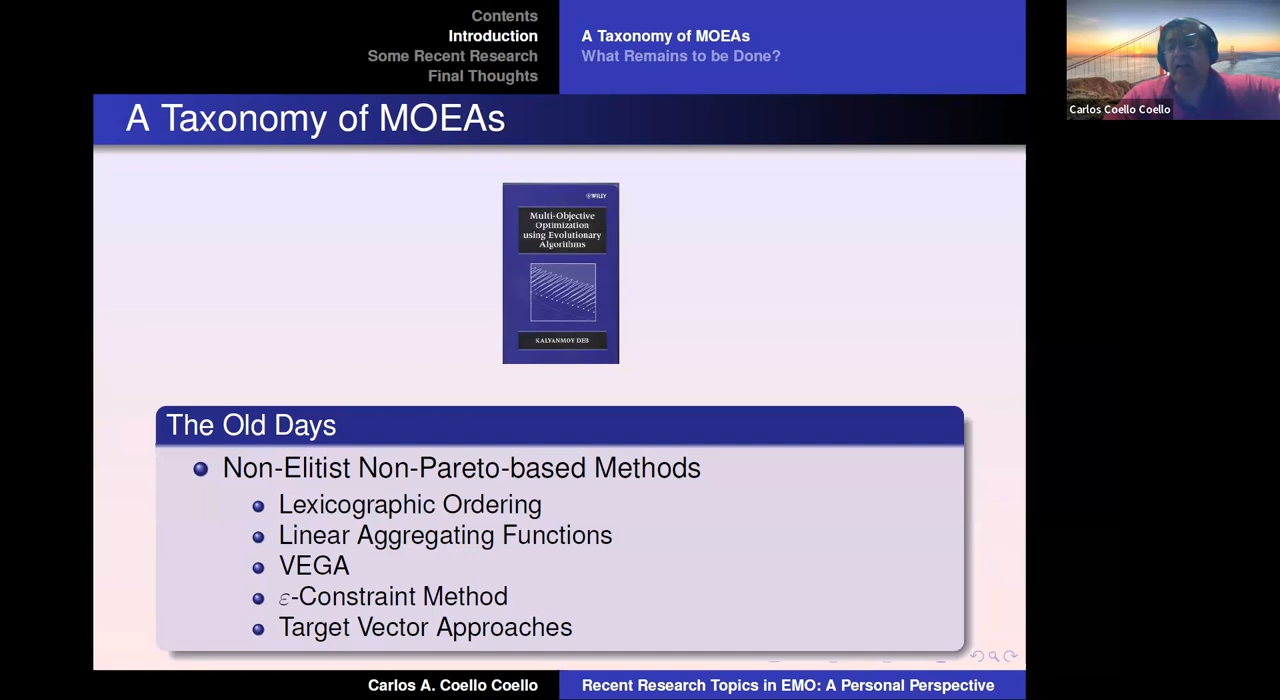 Contents
Introduction
Some Recent Research
Final Thoughts
A Taxonomy of MOEAs
What Remains to be Done?
Carlos Coello Coello
A Taxonomy of MOEAs
WILEY
Multi-Objective
Optimization
using Evolutionary
Algorithms
KALYANMOY DEB
The Old Days
Non-Elitist Non-Pareto-based Methods
Lexicographic Ordering
Linear Aggregating Functions
VEGA
ε-Constraint Method
Target Vector Approaches
Carlos A. Coello Coello
Recent Research Topics in EMO: A Personal Perspective